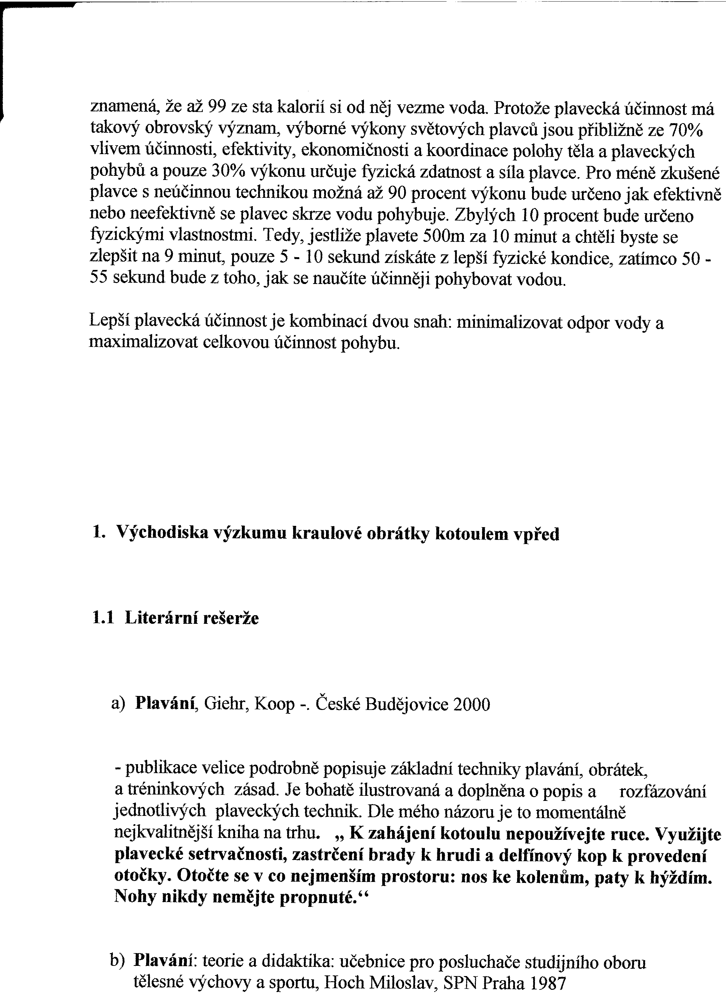 znamená, že až 99 ze sta kalorií si od něj vezme voda. Protože plavecká účinnost má
takový obrovský význam, výborné výkony světových plavců jsou přibližně ze 70%
vlivem účinnosti, efektivity, ekonomičnosti a koordinace polohy těla a plaveckých
pohybů a pouze 30% výkonu určuje fyzická zdatnost a síla plavce. Pro méně zkušené
plavce s neúčinnou technikou možná až 90 procent výkonu bude určeno jak efektivně
nebo neefektivně se plavec skrze vodu pohybuje. Zbylých 10 procent bude určeno
fyzickými vlastnostmi. Tedy, jestliže plavete 500m za 10 minut a chtěli byste se
zlepšit na 9 minut, pouze 5 - 10 sekund získáte z lepší fyzické kondice, zatímco 50 -
55 sekund bude z toho, jak se naučíte účinněji pohybovat vodou.
Lepší plavecká účinnost je kombinací dvou snah: minimalizovat odpor vody a
maximalizovat celkovou účinnost pohybu.
1. Východiska výzkumu kraulové obrátky kotoulem vpřed
1.1 Literární rešerže
a) Plavání, Giehr, Koop -. České Budějovice 2000
- publikace velice podrobně popisuje základní techniky plavání, obrátek,
a tréninkových zásad. Je bohatě ilustrovaná a doplněna o popis a rozfázování
jednotlivých plaveckých technik. Dle mého názoru je to momentálně
nejkvalitnější kniha na trhu. „ K zahájení kotoulu nepoužívejte ruce. Využijte
plavecké setrvačnosti, zastrčení brady k hrudi a delfínový kop k provedení
otočky. Otočte se v co nejmenším prostoru: nos ke kolenům, paty k hýždím.
Nohy nikdy nemějte propnuté.“
b) Plavání: teorie a didaktika: učebnice pro posluchače studijního oboru
tělesné výchovy a sportu, Hoch Miloslav, SPN Praha 1987